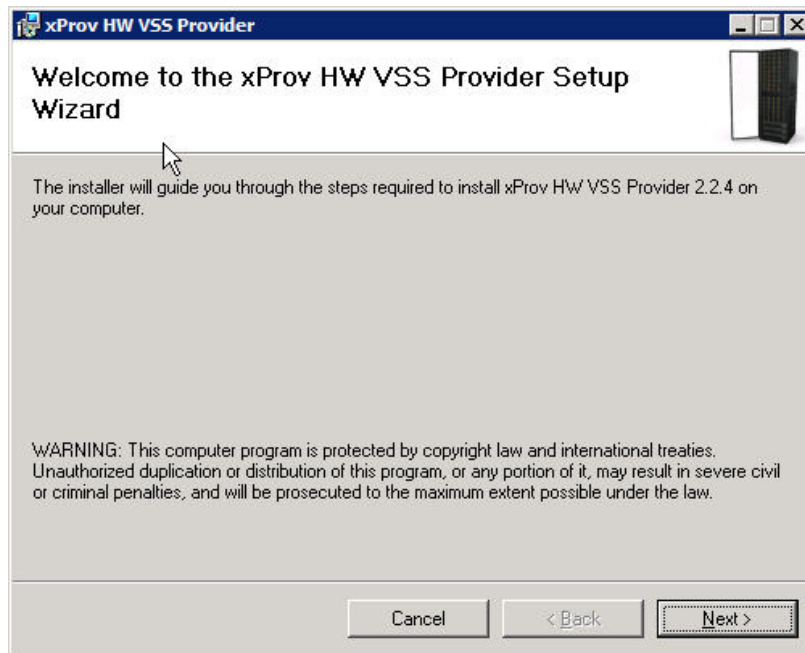 xProv HW VSS Provider
Welcome to the xProv HW VSS Provider Setup
Wizard
The installer will guide you through the steps required to install xProv HW VSS Provider 2.2.4 on
your computer.
WARNING: This computer program is protected by copyright law and international treaties.
Unauthorized duplication or distribution of this program, or any portion of it, may result in severe civil
or criminal penalties, and will be prosecuted to the maximum extent possible under the law.
Cancel
< Back
Next >